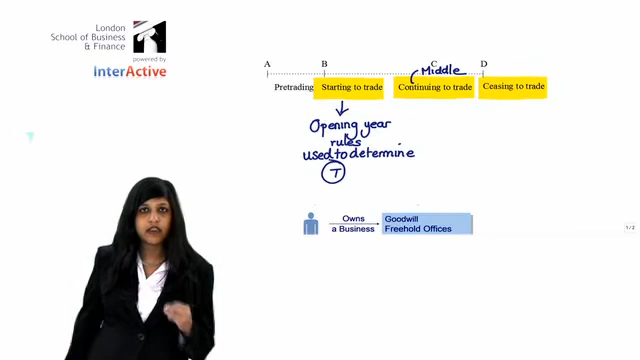 London
School of Business
& Finance
powered by
InterActive
A B C D
Middle
Pretrading Starting to trade Continuing to trade Ceasing to trade
Opening year
rules
used to determine
T
Owns
a Business
Goodwill
Freehold Offices
1/2